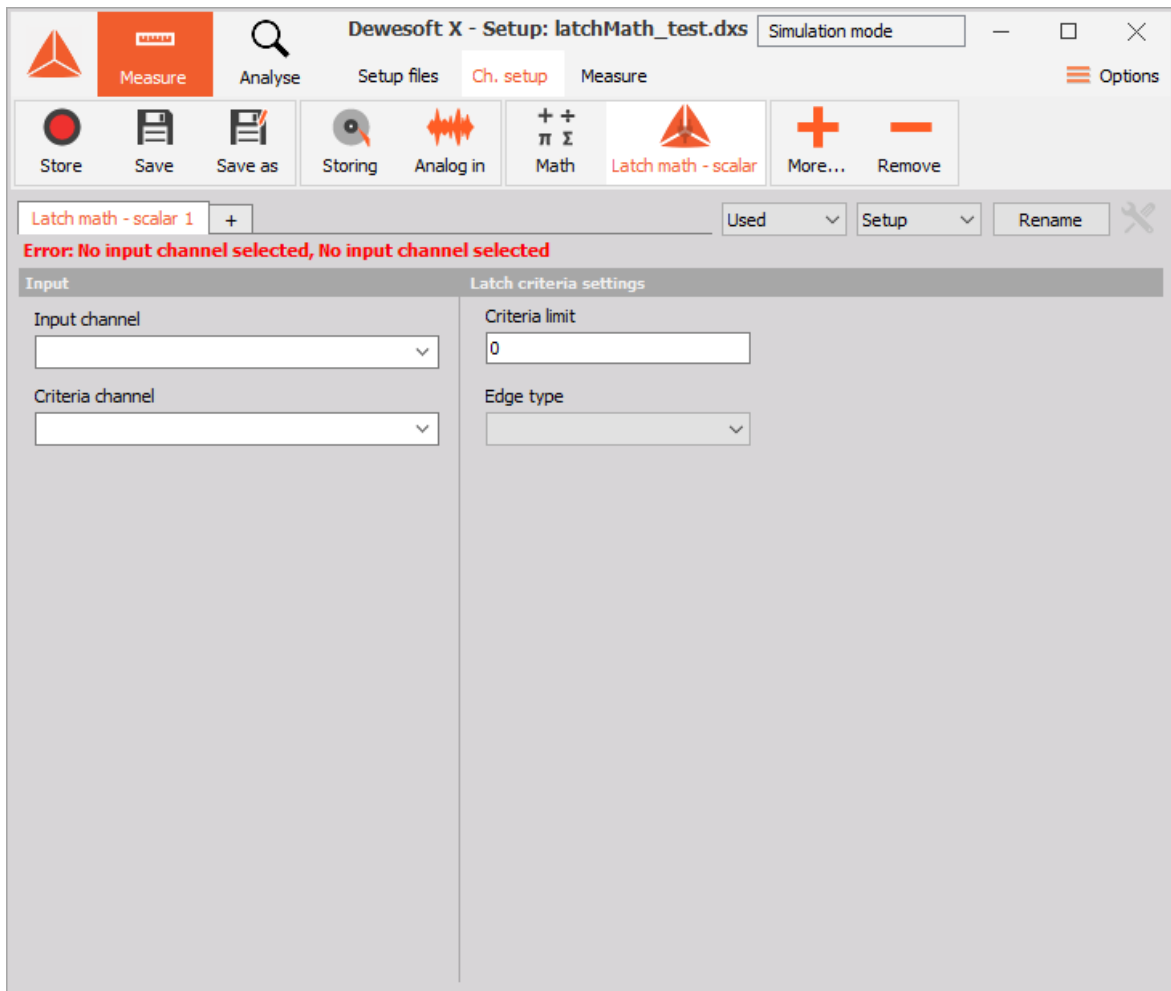 Dewesoft X - Setup: latchMath_test.dxs
Simulation mode
Measure
Analyse
Setup files
Ch. setup
Measure
Options
Store
Save
Save as
Storing
Analog in
+ ÷
π Σ
Math
Latch math - scalar
More...
Remove
Latch math - scalar 1
+
Used
Setup
Rename
Error: No input channel selected, No input channel selected
Input
Latch criteria settings
Input channel
Criteria limit
0
Criteria channel
Edge type